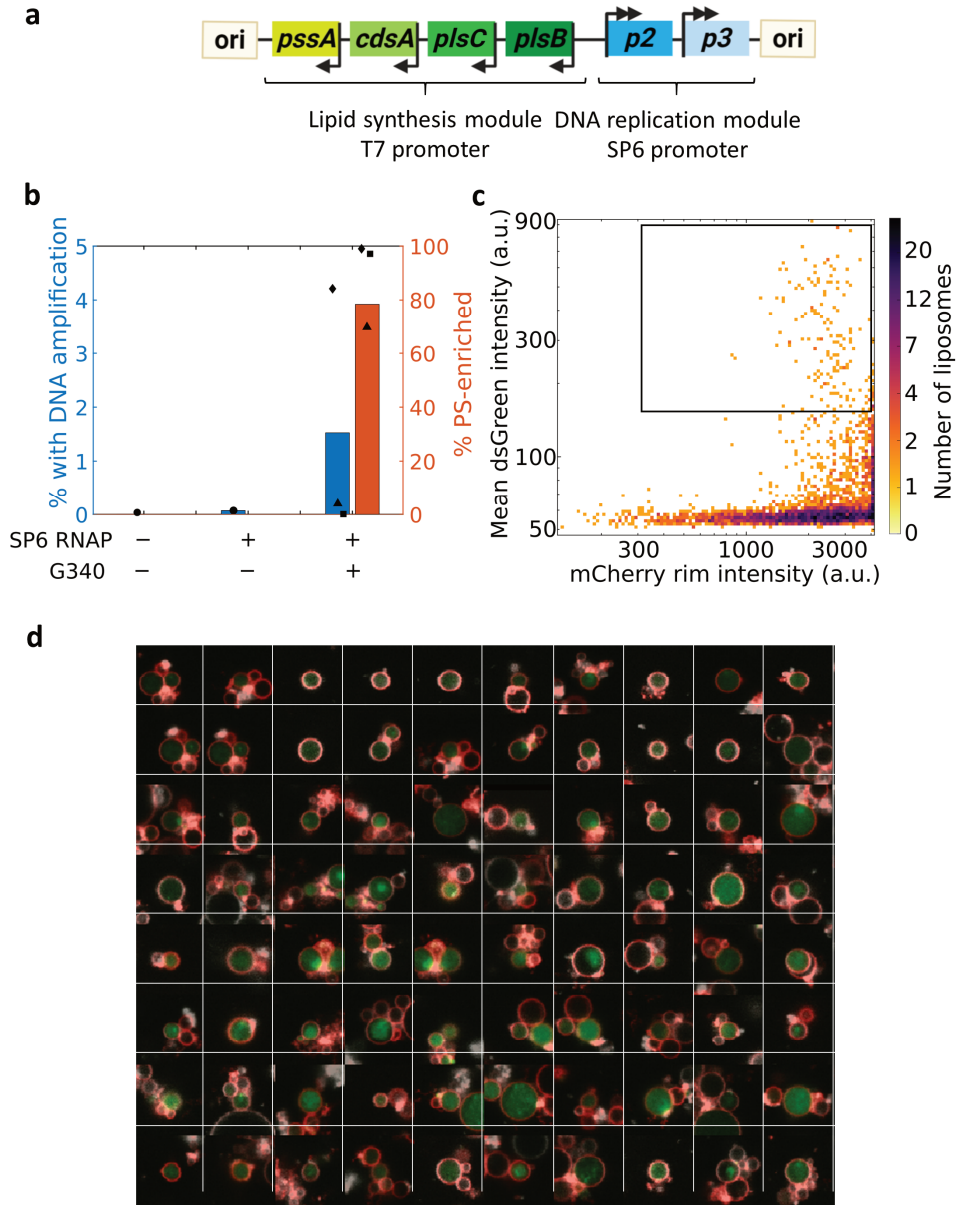 a
ori pssA cdsA plsC plsB p2 p3 ori
Lipid synthesis module DNA replication module
T7 promoter SP6 promoter
b
% with DNA amplification
5
4
3
2
1
0
100
80
60
40
20
0
% PS-enriched
SP6 RNAP − + +
G340 − − +
c
Mean dsGreen intensity (a.u.)
900
300
100
50
300 1000 3000
mCherry rim intensity (a.u.)
20
12
7
4
2
1
0
Number of liposomes
d